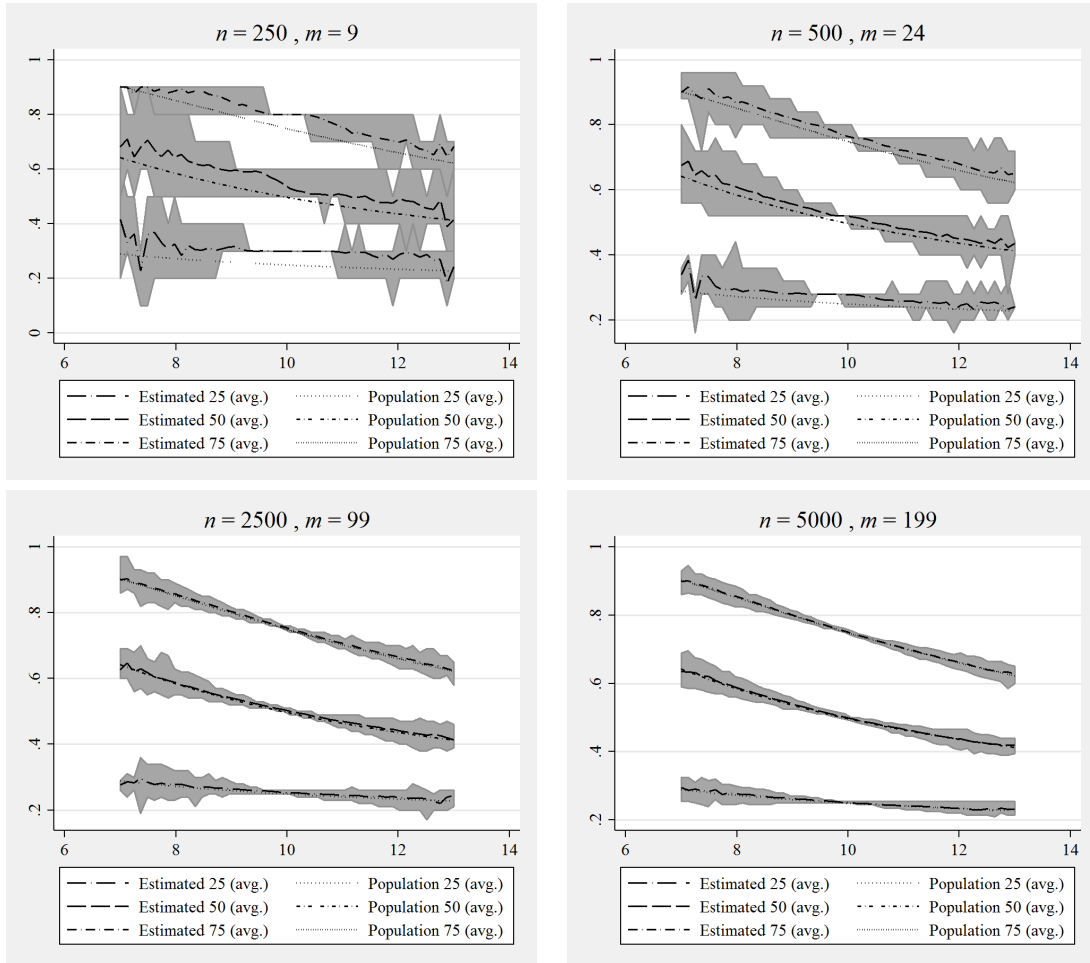 n = 250 , m = 9
1
.8
.6
.4
.2
0
6 8 10 12 14
Estimated 25 (avg.) Population 25 (avg.)
Estimated 50 (avg.) Population 50 (avg.)
Estimated 75 (avg.) Population 75 (avg.)
n = 500 , m = 24
1
.8
.6
.4
.2
6 8 10 12 14
Estimated 25 (avg.) Population 25 (avg.)
Estimated 50 (avg.) Population 50 (avg.)
Estimated 75 (avg.) Population 75 (avg.)
n = 2500 , m = 99
1
.8
.6
.4
.2
6 8 10 12 14
Estimated 25 (avg.) Population 25 (avg.)
Estimated 50 (avg.) Population 50 (avg.)
Estimated 75 (avg.) Population 75 (avg.)
n = 5000 , m = 199
1
.8
.6
.4
.2
6 8 10 12 14
Estimated 25 (avg.) Population 25 (avg.)
Estimated 50 (avg.) Population 50 (avg.)
Estimated 75 (avg.) Population 75 (avg.)